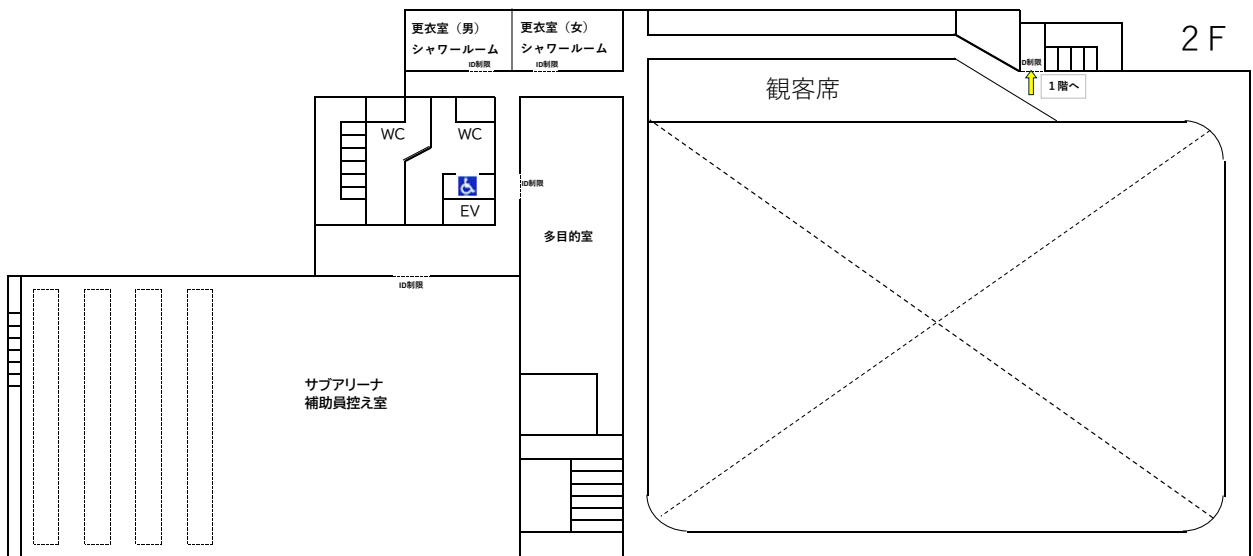 更衣室（男）
シャワールーム
ID制限
更衣室（女）
シャワールーム
ID制限
2F
D制限
1階へ
観客席
WC
WC
ID制限
EV
多目的室
ID制限
サブアリーナ
補助員控え室